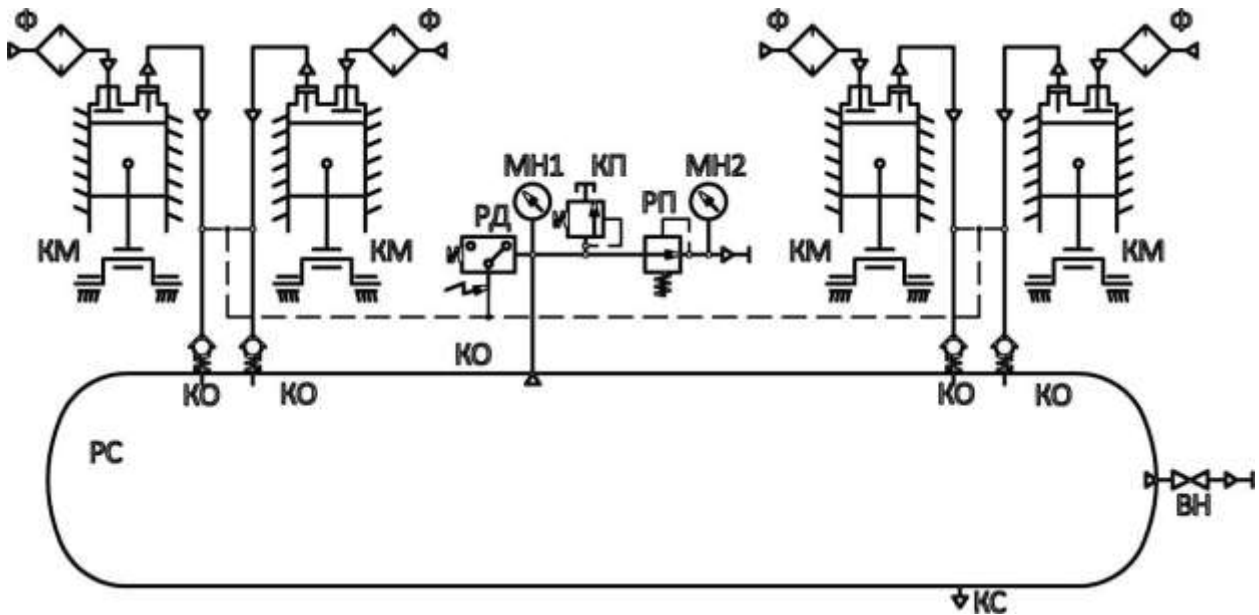 Ф Ф Ф Ф
МН1 КП МН2
РД РП
КМ КМ КМ КМ
КО
КО КО КО КО
РС
ВН
КС